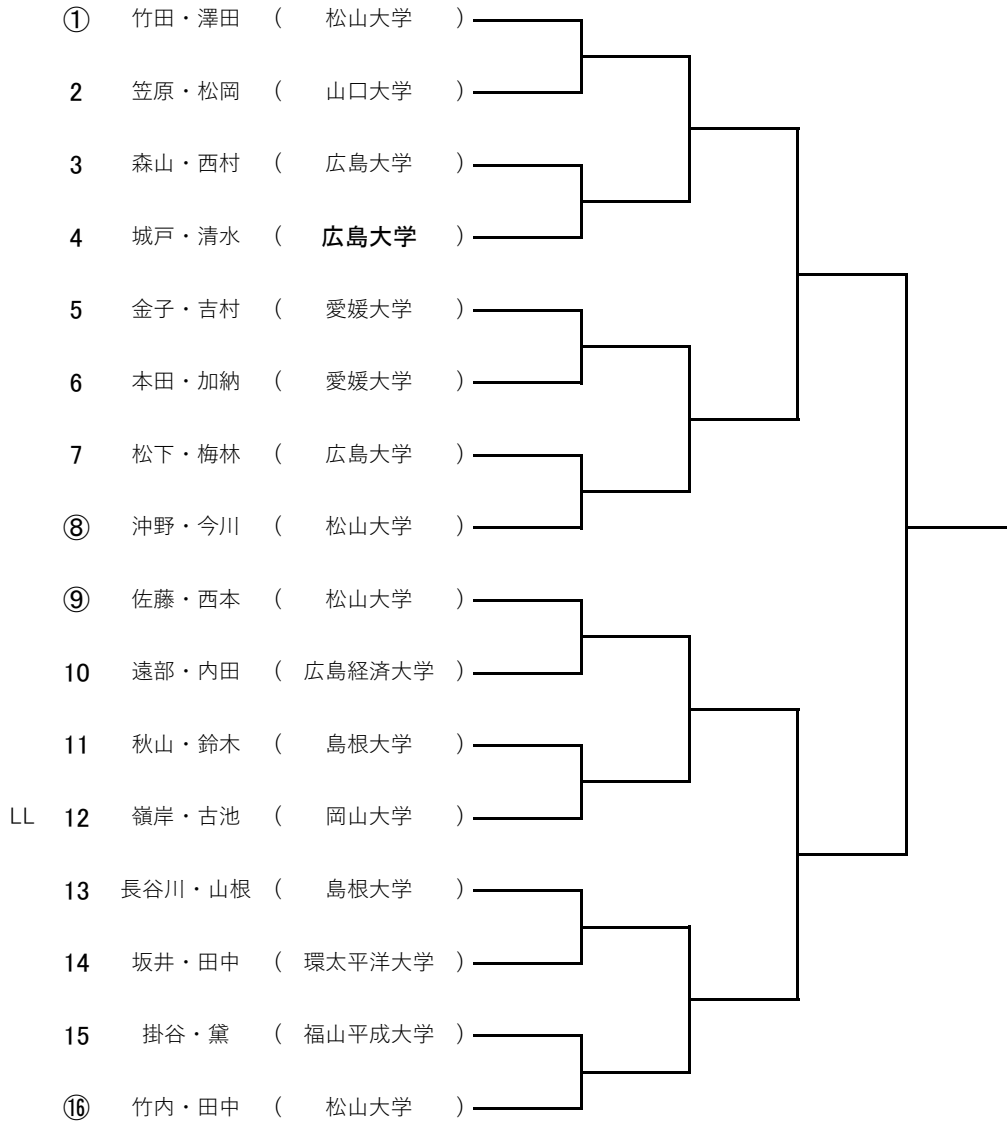 ① 竹田・澤田 ( 松山大学 )
2 笠原・松岡 ( 山口大学 )
3 森山・西村 ( 広島大学 )
4 城戸・清水 ( 広島大学 )
5 金子・吉村 ( 愛媛大学 )
6 本田・加納 ( 愛媛大学 )
7 松下・梅林 ( 広島大学 )
⑧ 沖野・今川 ( 松山大学 )
⑨ 佐藤・西本 ( 松山大学 )
10 遠部・内田 ( 広島経済大学 )
11 秋山・鈴木 ( 島根大学 )
LL 12 嶺岸・古池 ( 岡山大学 )
13 長谷川・山根 ( 島根大学 )
14 坂井・田中 ( 環太平洋大学 )
15 掛谷・黛 ( 福山平成大学 )
⑯ 竹内・田中 ( 松山大学 )